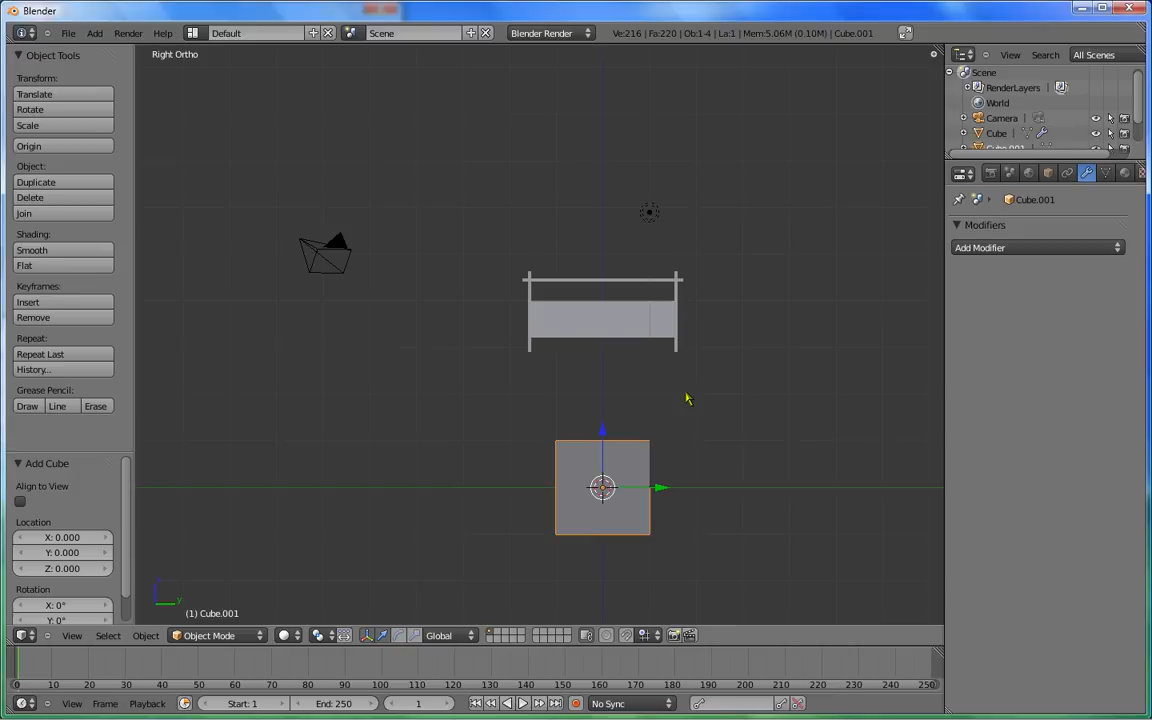 Blender
File Add Render Help Default Scene Blender Render Ve:216 | Fa:220 | Ob:1-4 | La:1 | Mem:5.06M (0.10M) | Cube.001
Object Tools
Transform:
Translate
Rotate
Scale
Origin
Object:
Duplicate
Delete
Join
Shading:
Smooth
Flat
Keyframes:
Insert
Remove
Repeat:
Repeat Last
History...
Grease Pencil:
Draw Line Erase
Add Cube
Align to View
Location
X: 0.000
Y: 0.000
Z: 0.000
Rotation
X: 0°
Y: 0°
Right Ortho
y
(1) Cube.001
View Select Object Object Mode Global
0 10 20 30 40 50 60 70 80 90 100 110 120 130 140 150 160 170 180 190 200 210 220 230 240 250
View Frame Playback Start: 1 End: 250 1 No Sync
View Search All Scenes
Scene
RenderLayers
World
Camera
Cube
Cube.001
Cube.001
Modifiers
Add Modifier